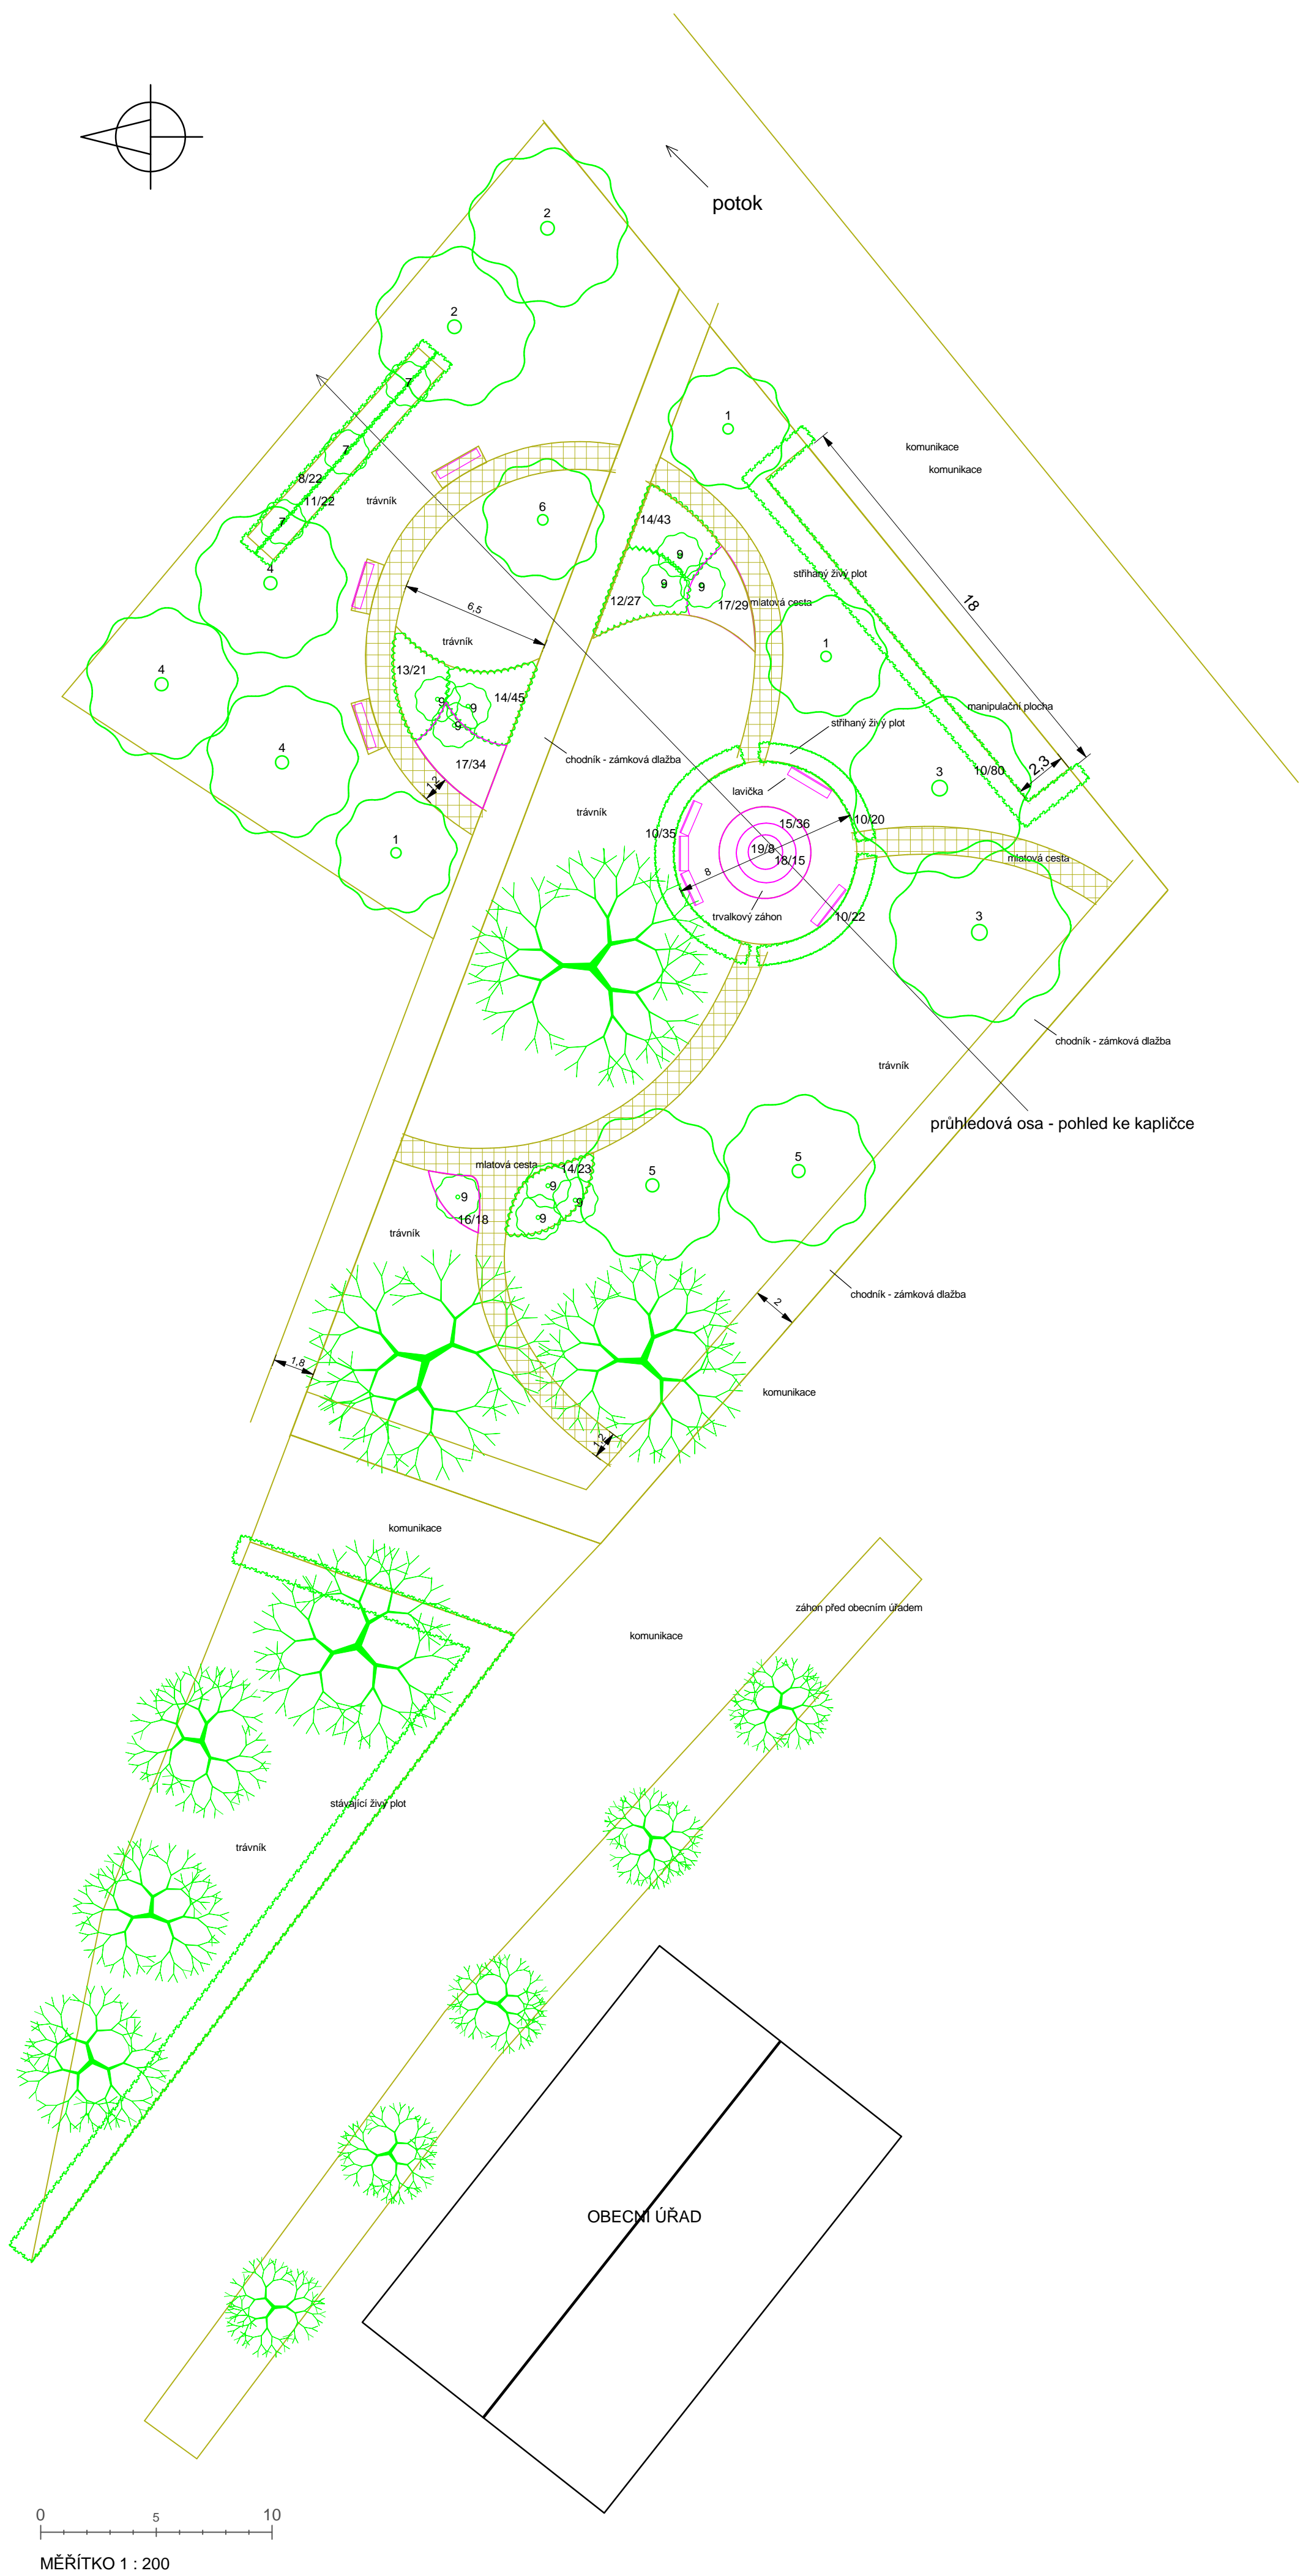 potok
2
2
1
komunikace
komunikace
7
7
8/22
11/22
7
trávník
6
14/43
9
9
9
12/27
17/29
střihaný živý plot
mlatová cesta
18
4
6,5
trávník
1
4
13/21
14/45
9
9
9
17/34
1,2
manipulační plocha
střihaný živý plot
4
chodník - zámková dlažba
3
10/80
2,3
lavička
trávník
15/36
10/20
10/35
19/8
18/15
1
8
mlatová cesta
trvalkový záhon
10/22
3
chodník - zámková dlažba
trávník
průhledová osa - pohled ke kapličce
mlatová cesta
14/23
5
5
9
9
9
9
16/18
trávník
chodník - zámková dlažba
2
1,8
komunikace
1,2
komunikace
záhon před obecním úřadem
komunikace
stávající živý plot
trávník
OBECNÍ ÚŘAD
0
5
10
MĚŘÍTKO 1 : 200